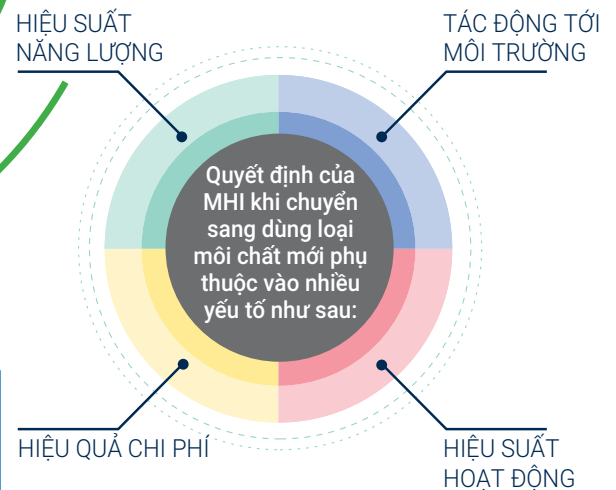 HIỆU SUẤT
NĂNG LƯỢNG
TÁC ĐỘNG TỚI
MÔI TRƯỜNG
Quyết định của
MHI khi chuyển
sang dùng loại
môi chất mới phụ
thuộc vào nhiều
yếu tố như sau:
HIỆU QUẢ CHI PHÍ
HIỆU SUẤT
HOẠT ĐỘNG